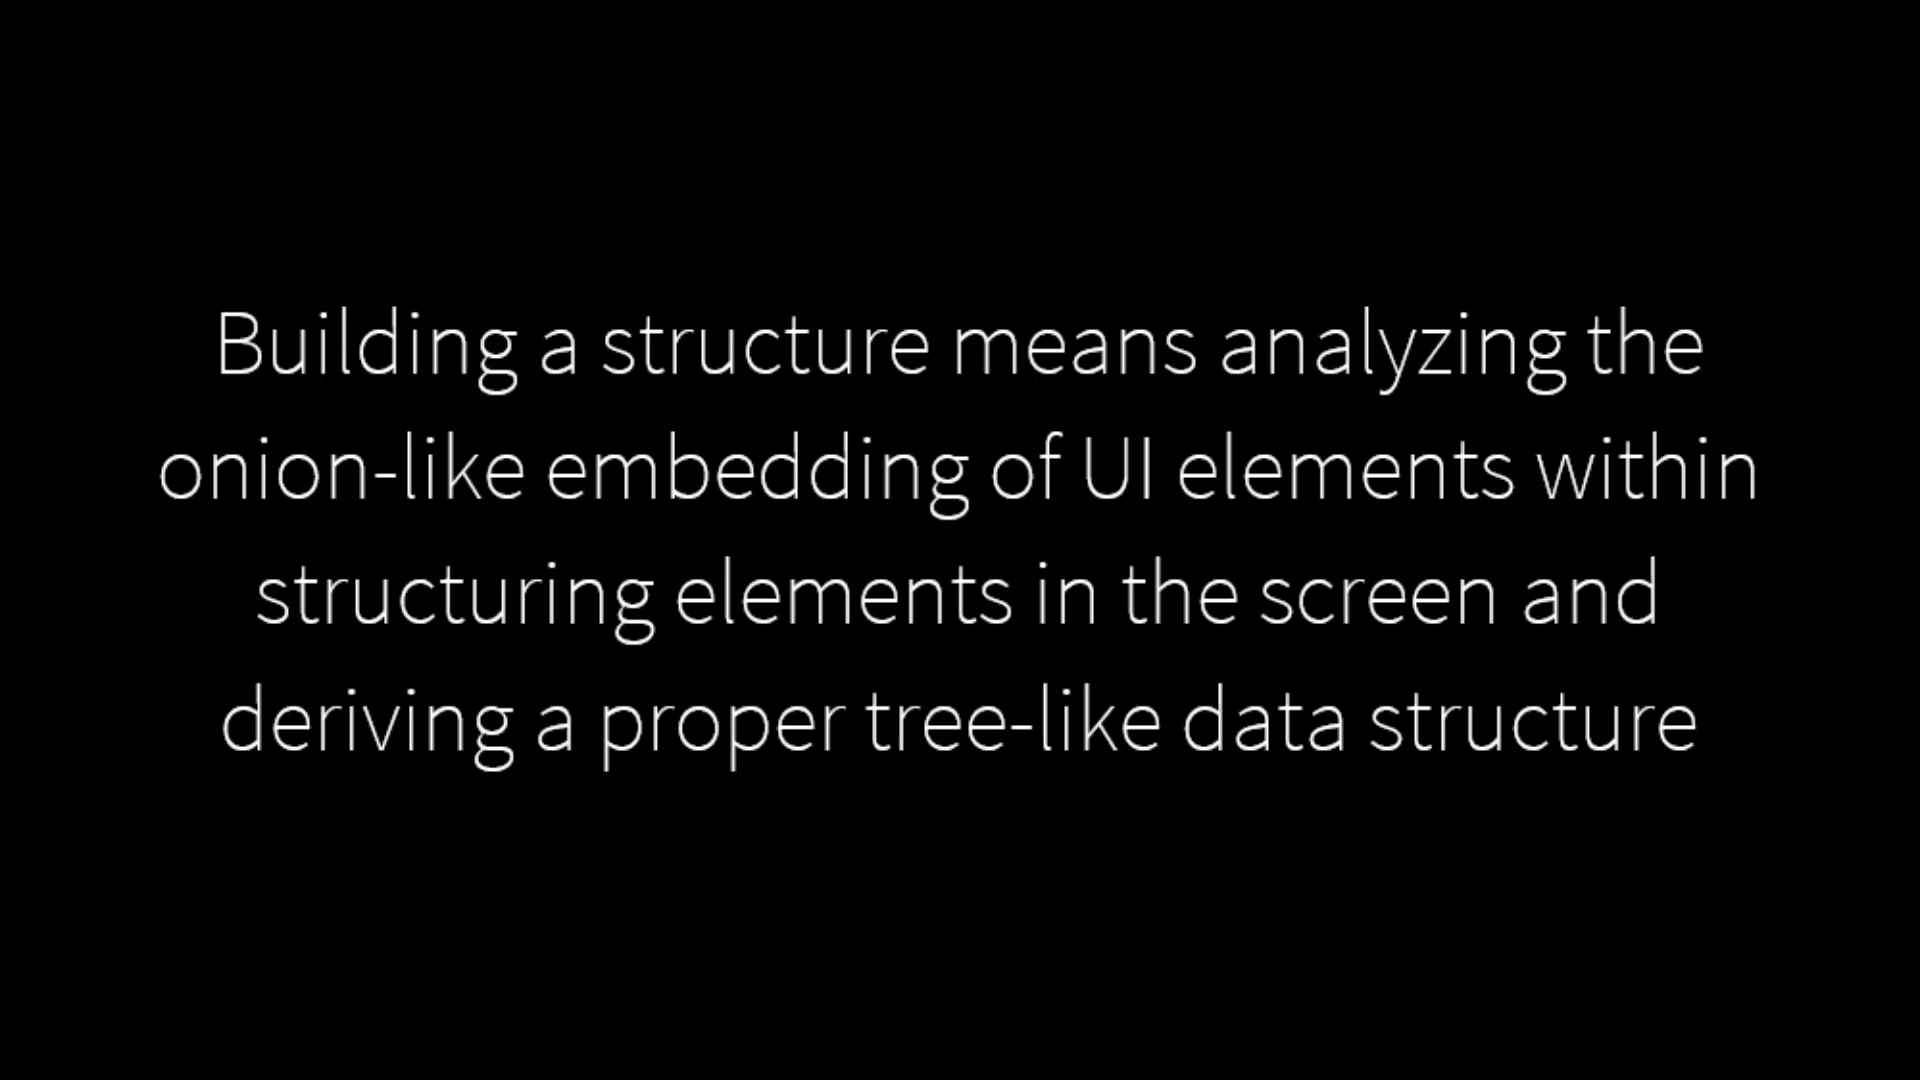 Building a structure means analyzing the
onion-like embedding of UI elements within
structuring elements in the screen and
deriving a proper tree-like data structure